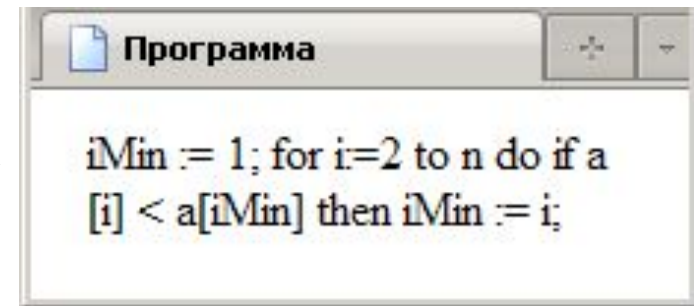 Программа
iMin := 1; for i:=2 to n do if a
[i] < a[iMin] then iMin := i;